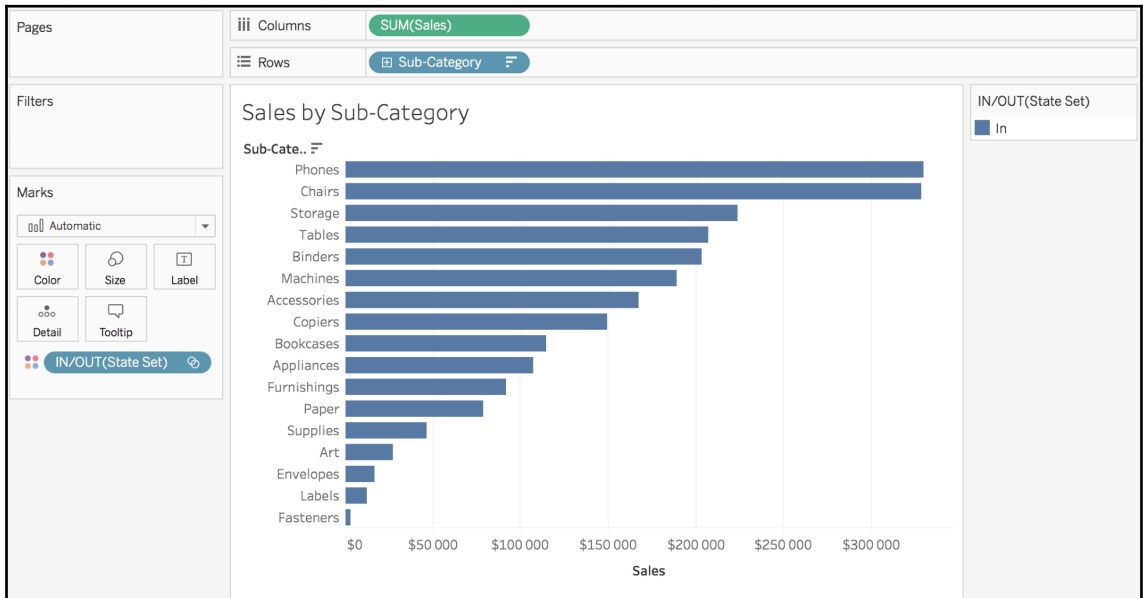 Pages
Columns
SUM(Sales)
Rows
Sub-Category
Filters
Marks
Automatic
Color
Size
T
Label
Detail
Tooltip
IN/OUT(State Set)
Sales by Sub-Category
Sub-Cate..
Phones
Chairs
Storage
Tables
Binders
Machines
Accessories
Copiers
Bookcases
Appliances
Furnishings
Paper
Supplies
Art
Envelopes
Labels
Fasteners
$0 $50 000 $100 000 $150 000 $200 000 $250 000 $300 000
Sales
IN/OUT(State Set)
In